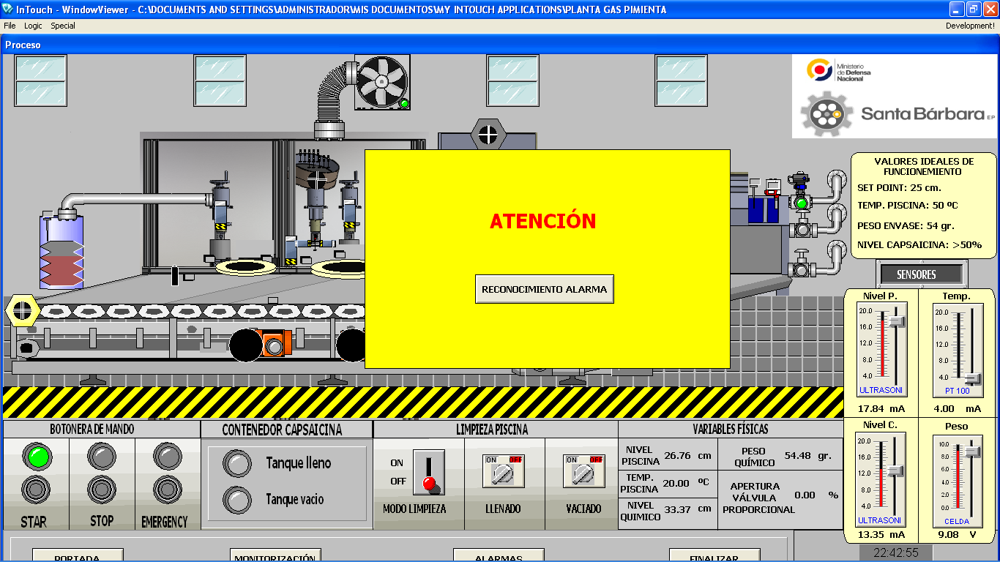 InTouch - WindowViewer - C:\DOCUMENTS AND SETTINGS\ADMINISTRADOR\MIS DOCUMENTOS\MY INTOUCH APPLICATIONS\PLANTA GAS PIMIENTA
File Logic Special Development!
Proceso
Ministerio
de Defensa
Nacional
Santa Bárbara EP
VALORES IDEALES DE
FUNCIONEMIENTO
SET POINT: 25 cm.
TEMP. PISCINA: 50 ºC
PESO ENVASE: 54 gr.
NIVEL CAPSAICINA: >50%
ATENCIÓN
RECONOCIMIENTO ALARMA
SENSORES
Nivel P. Temp.
20.0 20.0
16.0 16.0
12.0 12.0
8.0 8.0
4.0 4.0
ULTRASONI PT 100
17.84 mA 4.00 mA
Nivel C. Peso
20.0 10.0
16.0 8.0
12.0 6.0
8.0 4.0
4.0 2.0
0.0
ULTRASONI CELDA
13.35 mA 9.08 V
22:42:55
BOTONERA DE MANDO
STAR STOP EMERGENCY
CONTENEDOR CAPSAICINA
Tanque lleno
Tanque vacio
LIMPIEZA PISCINA
ON
OFF
MODO LIMPIEZA
ON OFF
LLENADO
ON OFF
VACIADO
VARIABLES FÍSICAS
NIVEL
PISCINA 26.76 cm
TEMP.
PISCINA 20.00 ºC
NIVEL
QUIMICO 33.37 cm
PESO
QUÍMICO 54.48 gr.
APERTURA
VÁLVULA
PROPORCIONAL 0.00 %
PORTADA MONITORIZACIÓN ALARMAS FINALIZAR